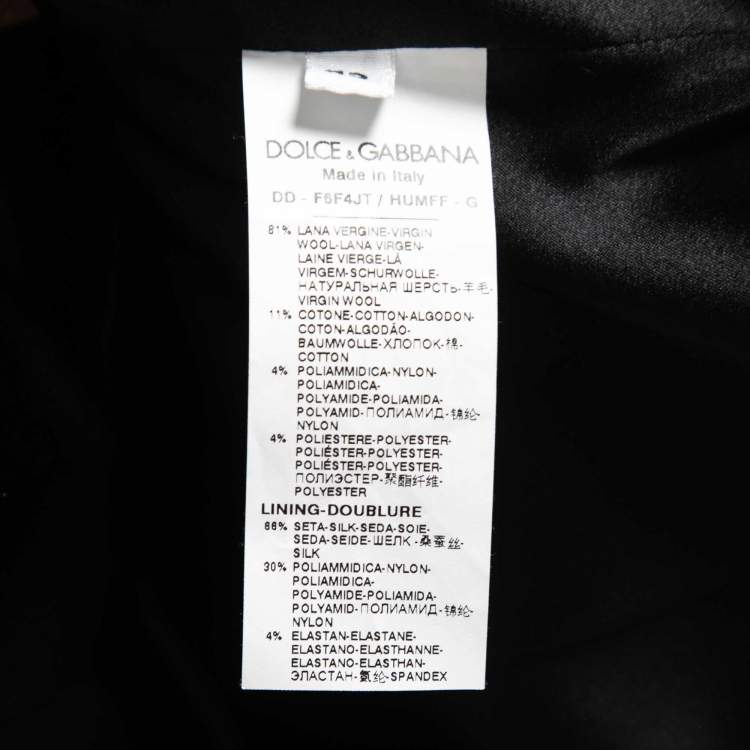 DOLCE & GABBANA
Made in Italy
DD - F6F4JT / HUMFF - G
81% LANA VERGINE-VIRGIN
WOOL-LANA VIRGEN-
LAINE VIERGE-LÂ
VIRGEM-SCHURWOLLE-
НАТУРАЛЬНАЯ ШЕРСТЬ-羊毛-
VIRGIN WOOL
11% COTONE-COTTON-ALGODON-
COTON-ALGODÃO-
BAUMWOLLE-ХЛОПОК-棉-
COTTON
4% POLIAMMIDICA-NYLON-
POLIAMIDICA-
POLYAMIDE-POLIAMIDA-
POLYAMID-ПОЛИАМИД-锦纶-
NYLON
4% POLIESTERE-POLYESTER-
POLIÉSTER-POLYESTER-
POLIÉSTER-POLYESTER-
ПОЛИЭСТЕР-聚酯纤维-
POLYESTER
LINING-DOUBLURE
66% SETA-SILK-SEDA-SOIE-
SEDA-SEIDE-ШЕЛК -桑蚕丝-
SILK
30% POLIAMMIDICA-NYLON-
POLIAMIDICA-
POLYAMIDE-POLIAMIDA-
POLYAMID-ПОЛИАМИД-锦纶-
NYLON
4% ELASTAN-ELASTANE-
ELASTANO-ELASTHANNE-
ELASTANO-ELASTHAN-
ЭЛАСТАН-氨纶-SPANDEX